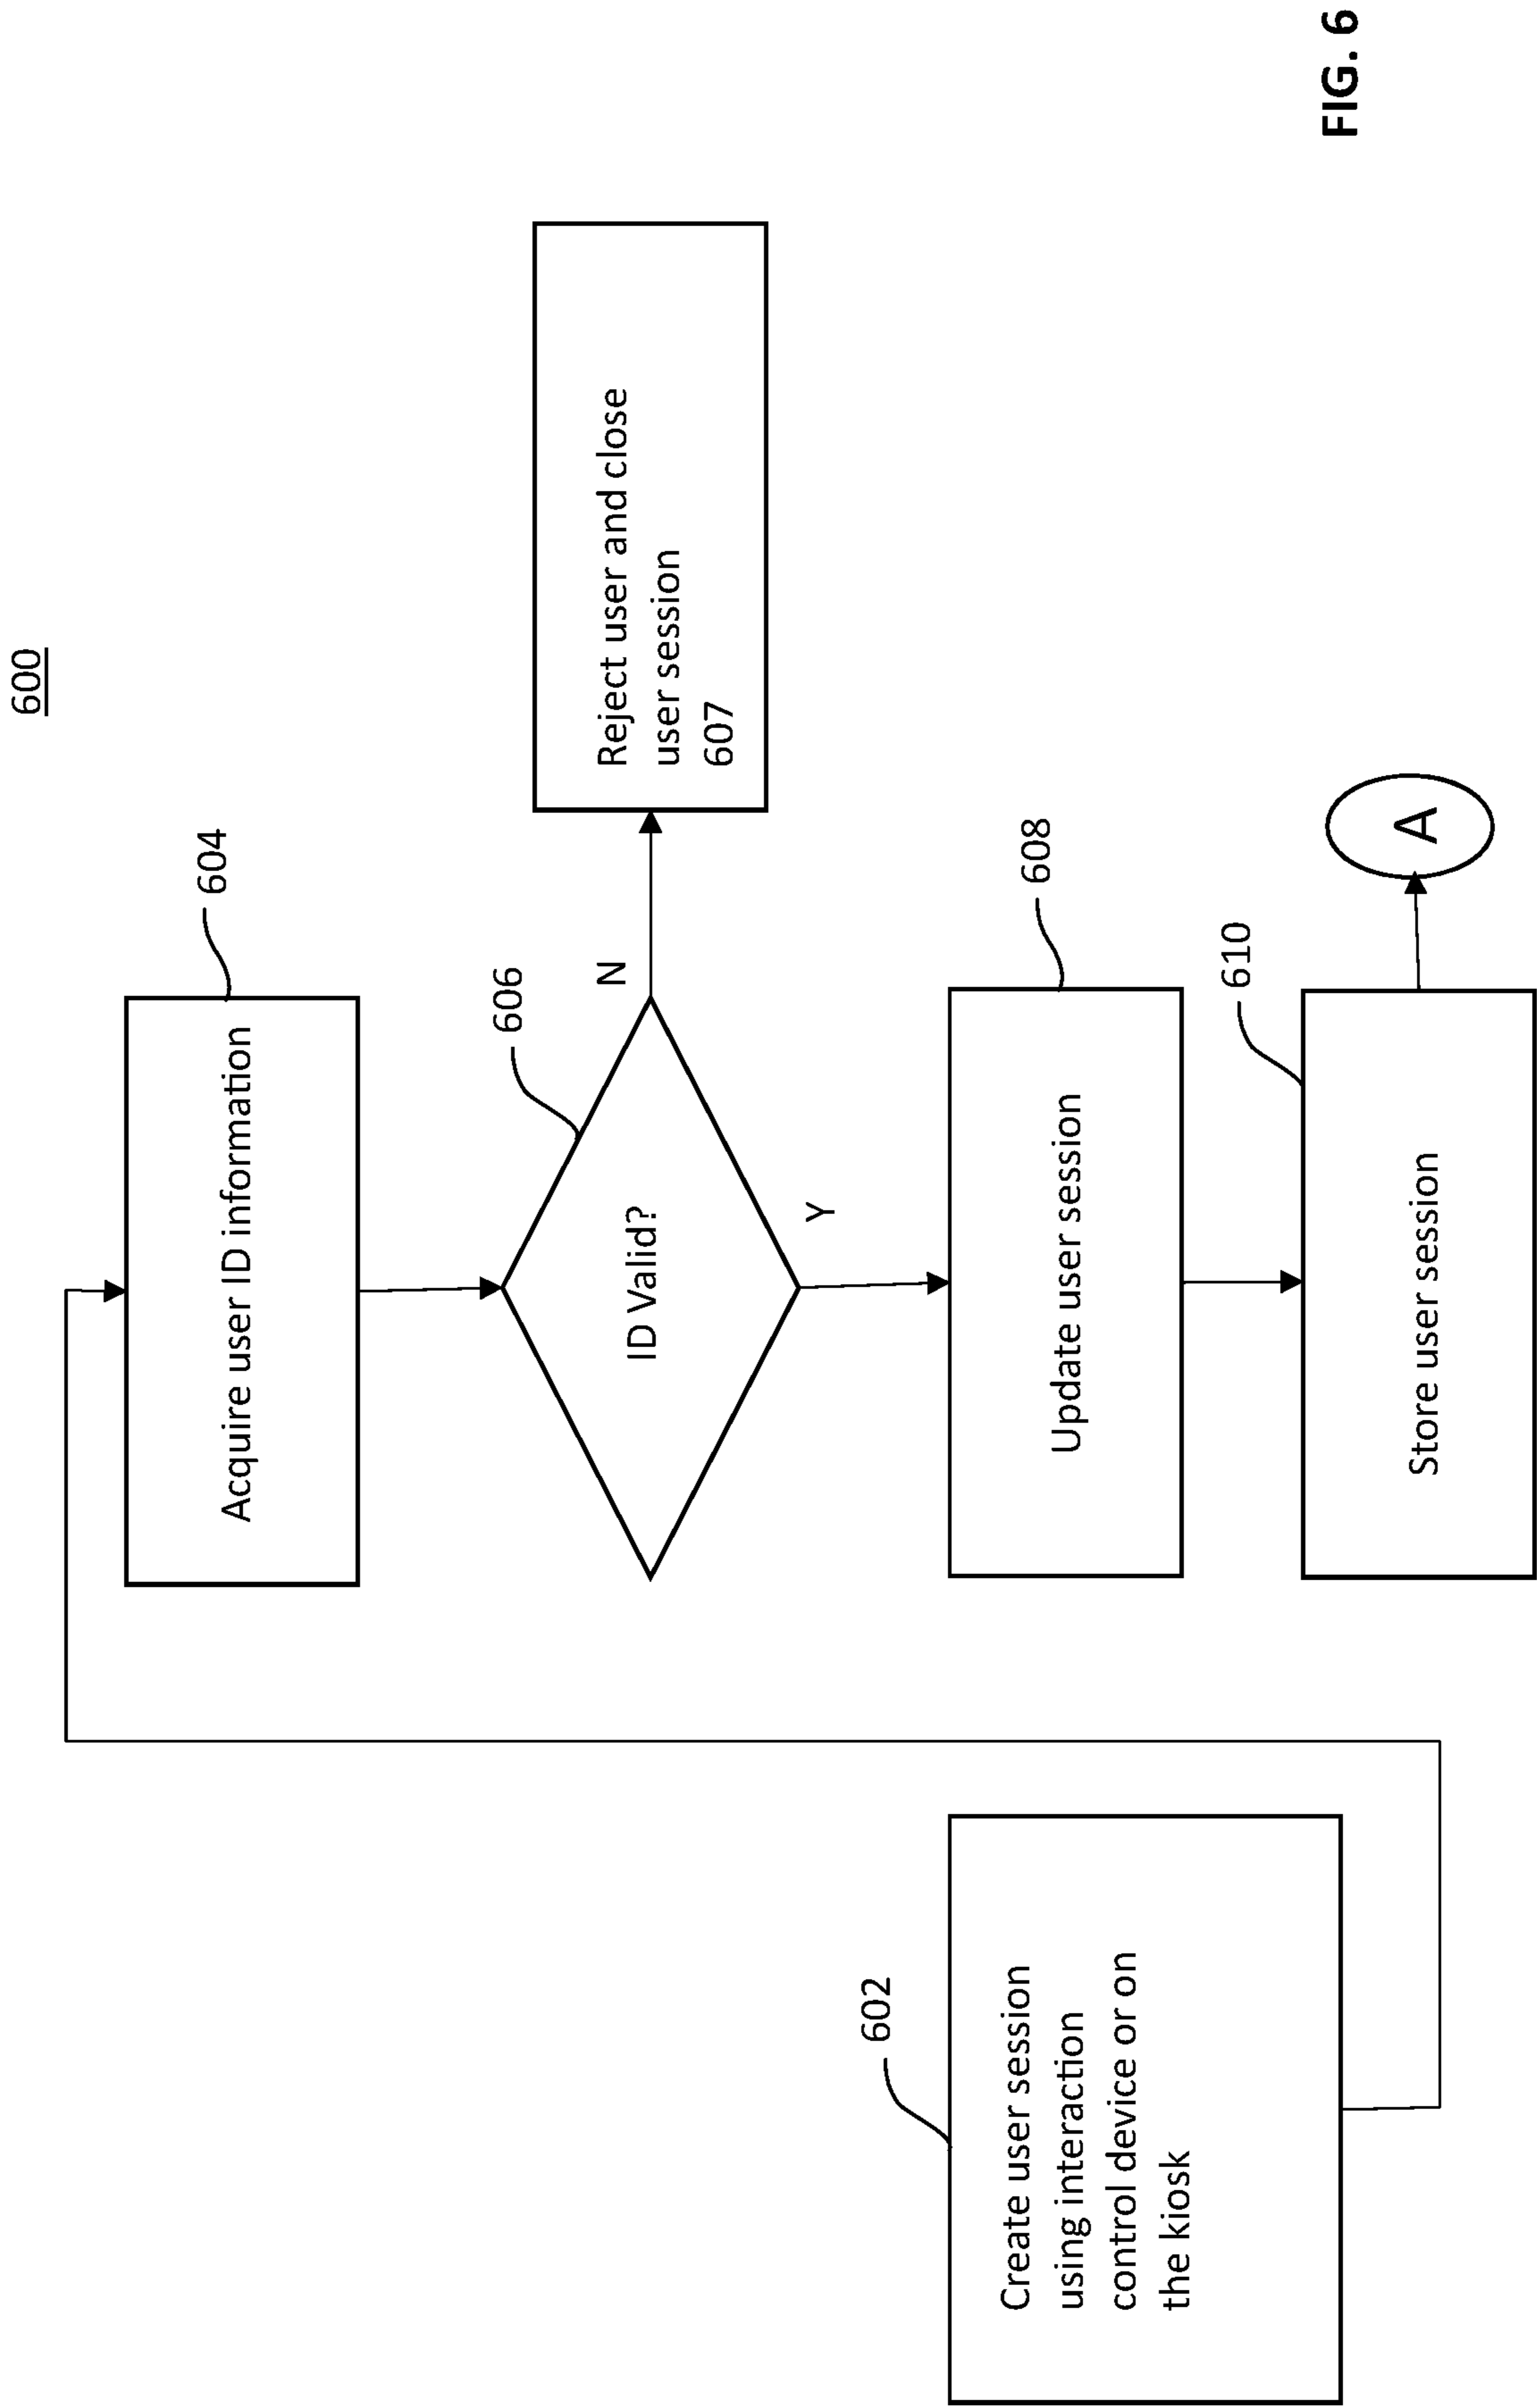 600
602
Create user session
using interaction
control device or on
the kiosk
604
Acquire user ID information
606
ID Valid?
N
Reject user and close
user session
607
Y
608
Update user session
610
Store user session
A
FIG. 6